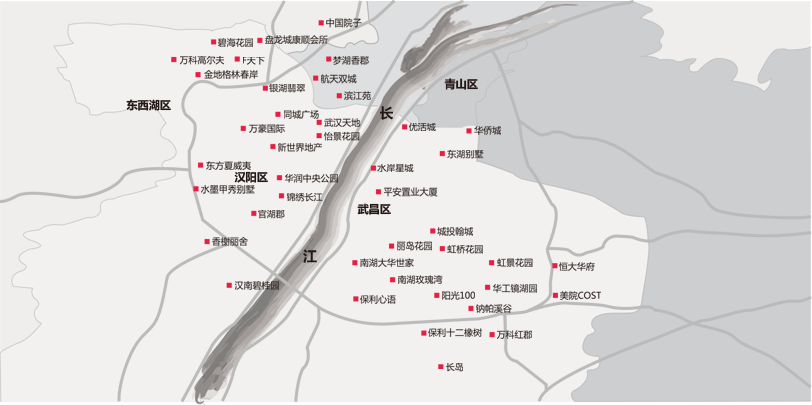 中国院子
碧海花园
盘龙城康顺会所
万科高尔夫
F天下
梦湖香郡
金地格林春岸
航天双城
银湖翡翠
青山区
滨江苑
东西湖区
同城广场
长
武汉天地
万豪国际
优活城
华侨城
怡景花园
新世界地产
东湖别墅
东方夏威夷
水岸星城
汉阳区
华润中央公园
水墨甲秀别墅
平安置业大厦
锦绣长江
官湖郡
武昌区
城投翰城
香榭丽舍
丽岛花园
虹桥花园
江
南湖大华世家
虹景花园
恒大华府
南湖玫瑰湾
汉南碧桂园
华工镜湖园
保利心语
阳光100
美院COST
钠帕溪谷
保利十二橡树
万科红郡
长岛